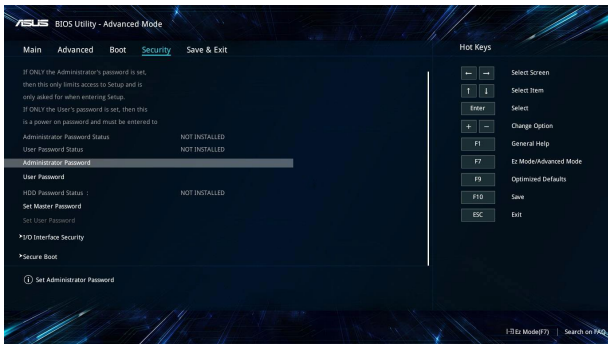 ASUS BIOS Utility - Advanced Mode
Main Advanced Boot Security Save & Exit
Hot Keys
If ONLY the Administrator's password is set,
then this only limits access to Setup and is
only asked for when entering Setup.
If ONLY the User's password is set, then this
is a power on password and must be entered to
Administrator Password Status NOT INSTALLED
User Password Status NOT INSTALLED
Administrator Password
User Password
HDD Password Status : NOT INSTALLED
Set Master Password
Set User Password
I/O Interface Security
Secure Boot
Set Administrator Password
← → Select Screen
↑ ↓ Select Item
Enter Select
+ − Change Option
F1 General Help
F7 Ez Mode/Advanced Mode
F9 Optimized Defaults
F10 Save
ESC Exit
Ez Mode(F7) | Search on FAQ